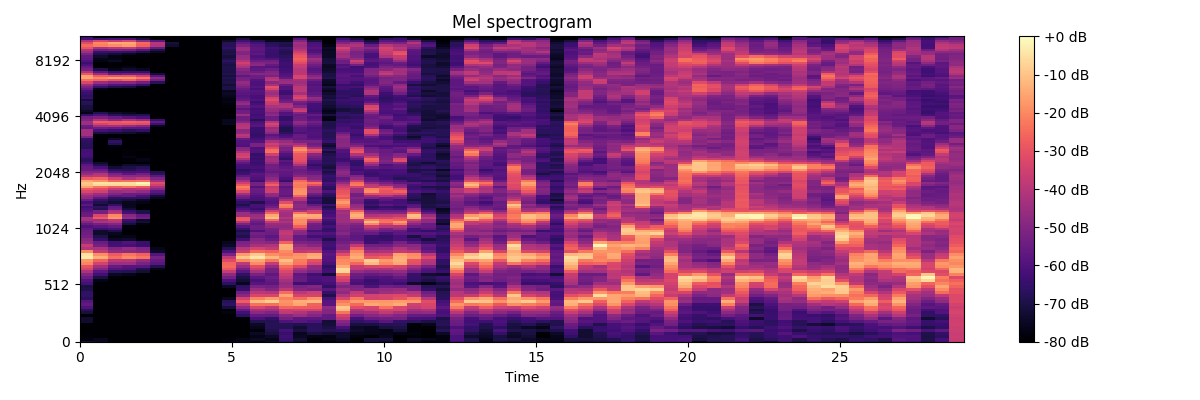 Mel spectrogram
Hz
8192
4096
2048
1024
512
0
0 5 10 15 20 25
Time
+0 dB
-10 dB
-20 dB
-30 dB
-40 dB
-50 dB
-60 dB
-70 dB
-80 dB